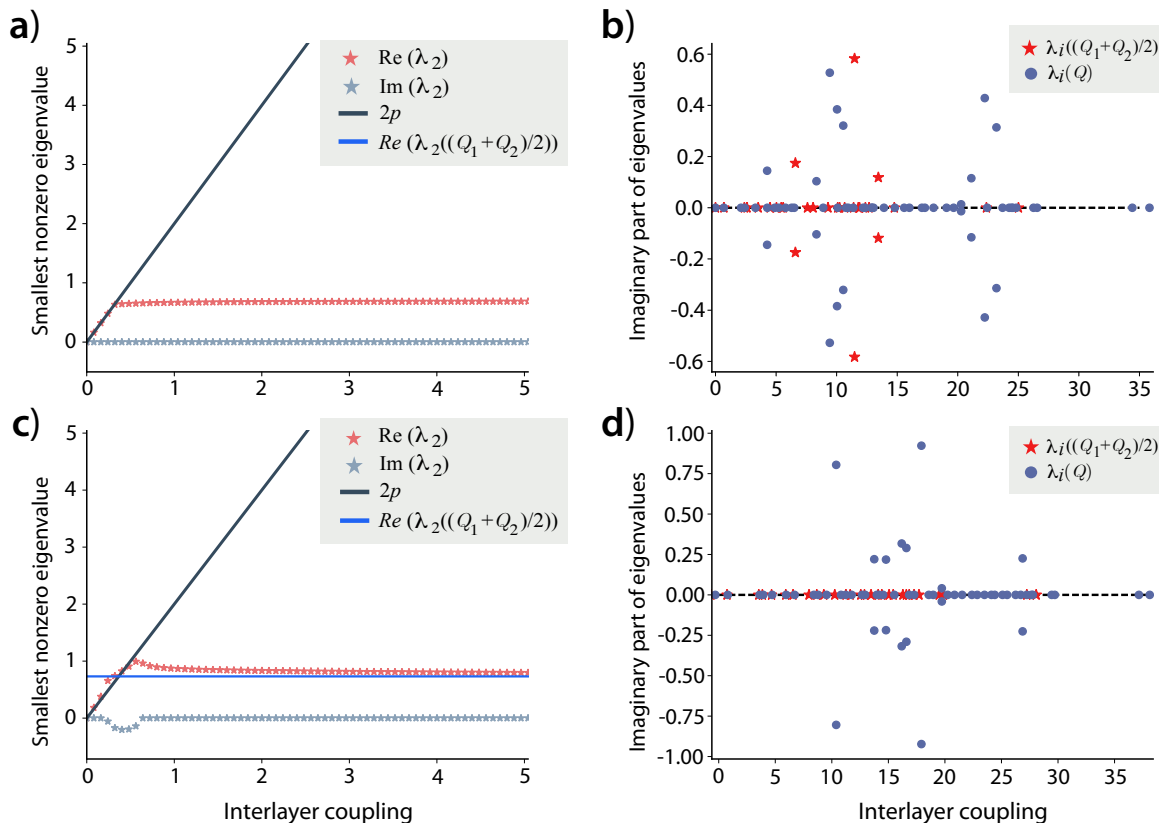 a)
Smallest nonzero eigenvalue
5
4
3
2
1
0
0 1 2 3 4 5
Re (λ₂)
Im (λ₂)
2p
Re (λ₂((Q₁+Q₂)/2))
b)
Imaginary part of eigenvalues
0.6
0.4
0.2
0.0
-0.2
-0.4
-0.6
0 5 10 15 20 25 30 35
λᵢ((Q₁+Q₂)/2)
λᵢ(Q)
c)
Smallest nonzero eigenvalue
5
4
3
2
1
0
0 1 2 3 4 5
Interlayer coupling
Re (λ₂)
Im (λ₂)
2p
Re (λ₂((Q₁+Q₂)/2))
d)
Imaginary part of eigenvalues
1.00
0.75
0.50
0.25
0.00
-0.25
-0.50
-0.75
-1.00
0 5 10 15 20 25 30 35
Interlayer coupling
λᵢ((Q₁+Q₂)/2)
λᵢ(Q)